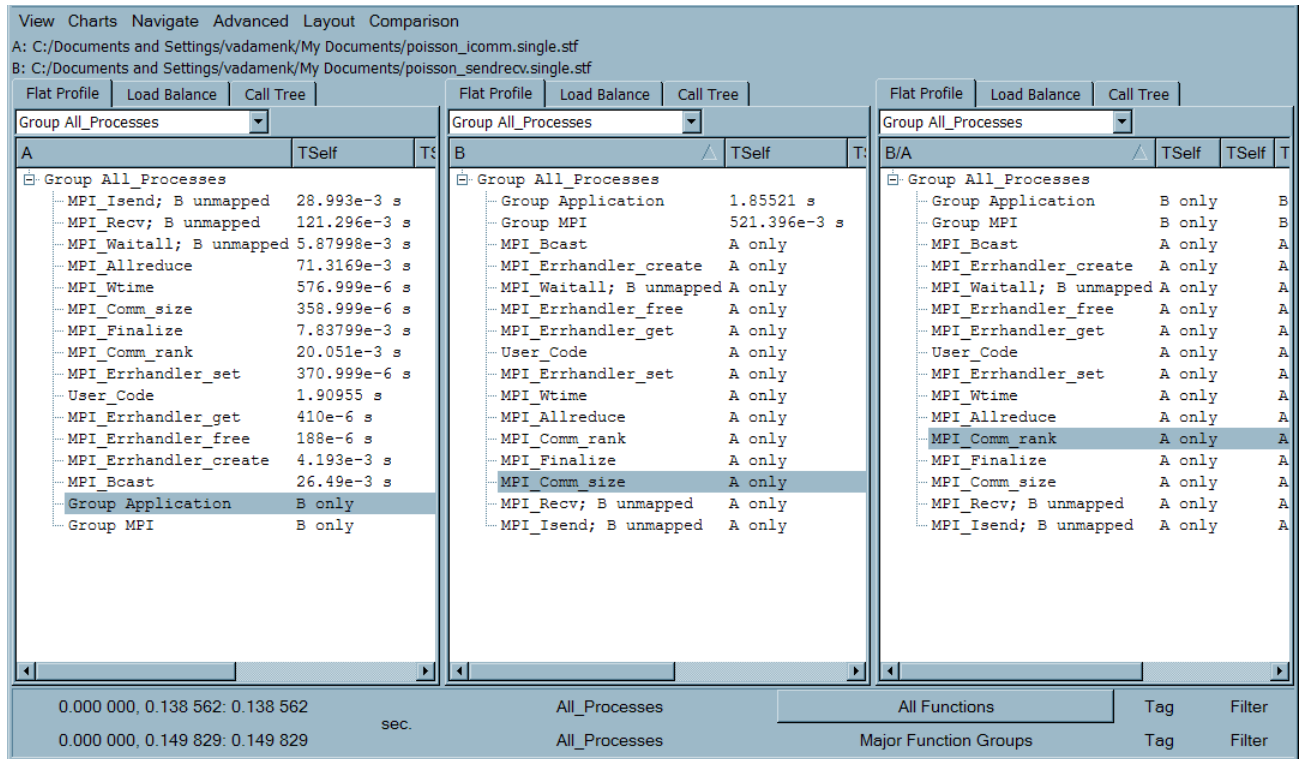 View Charts Navigate Advanced Layout Comparison
A: C:/Documents and Settings/vadamenk/My Documents/poisson_icomm.single.stf
B: C:/Documents and Settings/vadamenk/My Documents/poisson_sendrecv.single.stf
Flat Profile Load Balance Call Tree
Group All_Processes
A TSelf TS
Group All_Processes
MPI_Isend; B unmapped 28.993e-3 s
MPI_Recv; B unmapped 121.296e-3 s
MPI_Waitall; B unmapped 5.87998e-3 s
MPI_Allreduce 71.3169e-3 s
MPI_Wtime 576.999e-6 s
MPI_Comm_size 358.999e-6 s
MPI_Finalize 7.83799e-3 s
MPI_Comm_rank 20.051e-3 s
MPI_Errhandler_set 370.999e-6 s
User_Code 1.90955 s
MPI_Errhandler_get 410e-6 s
MPI_Errhandler_free 188e-6 s
MPI_Errhandler_create 4.193e-3 s
MPI_Bcast 26.49e-3 s
Group Application B only
Group MPI B only
Flat Profile Load Balance Call Tree
Group All_Processes
B TSelf TS
Group All_Processes
Group Application 1.85521 s
Group MPI 521.396e-3 s
MPI_Bcast A only
MPI_Errhandler_create A only
MPI_Waitall; B unmapped A only
MPI_Errhandler_free A only
MPI_Errhandler_get A only
User_Code A only
MPI_Errhandler_set A only
MPI_Wtime A only
MPI_Allreduce A only
MPI_Comm_rank A only
MPI_Finalize A only
MPI_Comm_size A only
MPI_Recv; B unmapped A only
MPI_Isend; B unmapped A only
Flat Profile Load Balance Call Tree
Group All_Processes
B/A TSelf TSelf T
Group All_Processes
Group Application B only B
Group MPI B only B
MPI_Bcast A only A
MPI_Errhandler_create A only A
MPI_Waitall; B unmapped A only A
MPI_Errhandler_free A only A
MPI_Errhandler_get A only A
User_Code A only A
MPI_Errhandler_set A only A
MPI_Wtime A only A
MPI_Allreduce A only A
MPI_Comm_rank A only A
MPI_Finalize A only A
MPI_Comm_size A only A
MPI_Recv; B unmapped A only A
MPI_Isend; B unmapped A only A
0.000 000, 0.138 562: 0.138 562 sec. All_Processes All Functions Tag Filter
0.000 000, 0.149 829: 0.149 829 All_Processes Major Function Groups Tag Filter